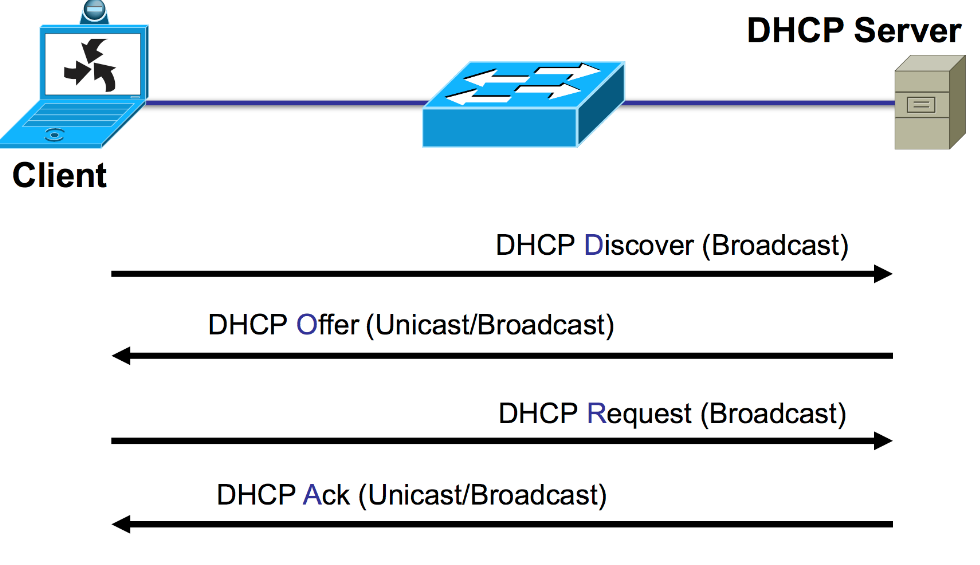 DHCP Server
Client
DHCP Discover (Broadcast)
DHCP Offer (Unicast/Broadcast)
DHCP Request (Broadcast)
DHCP Ack (Unicast/Broadcast)